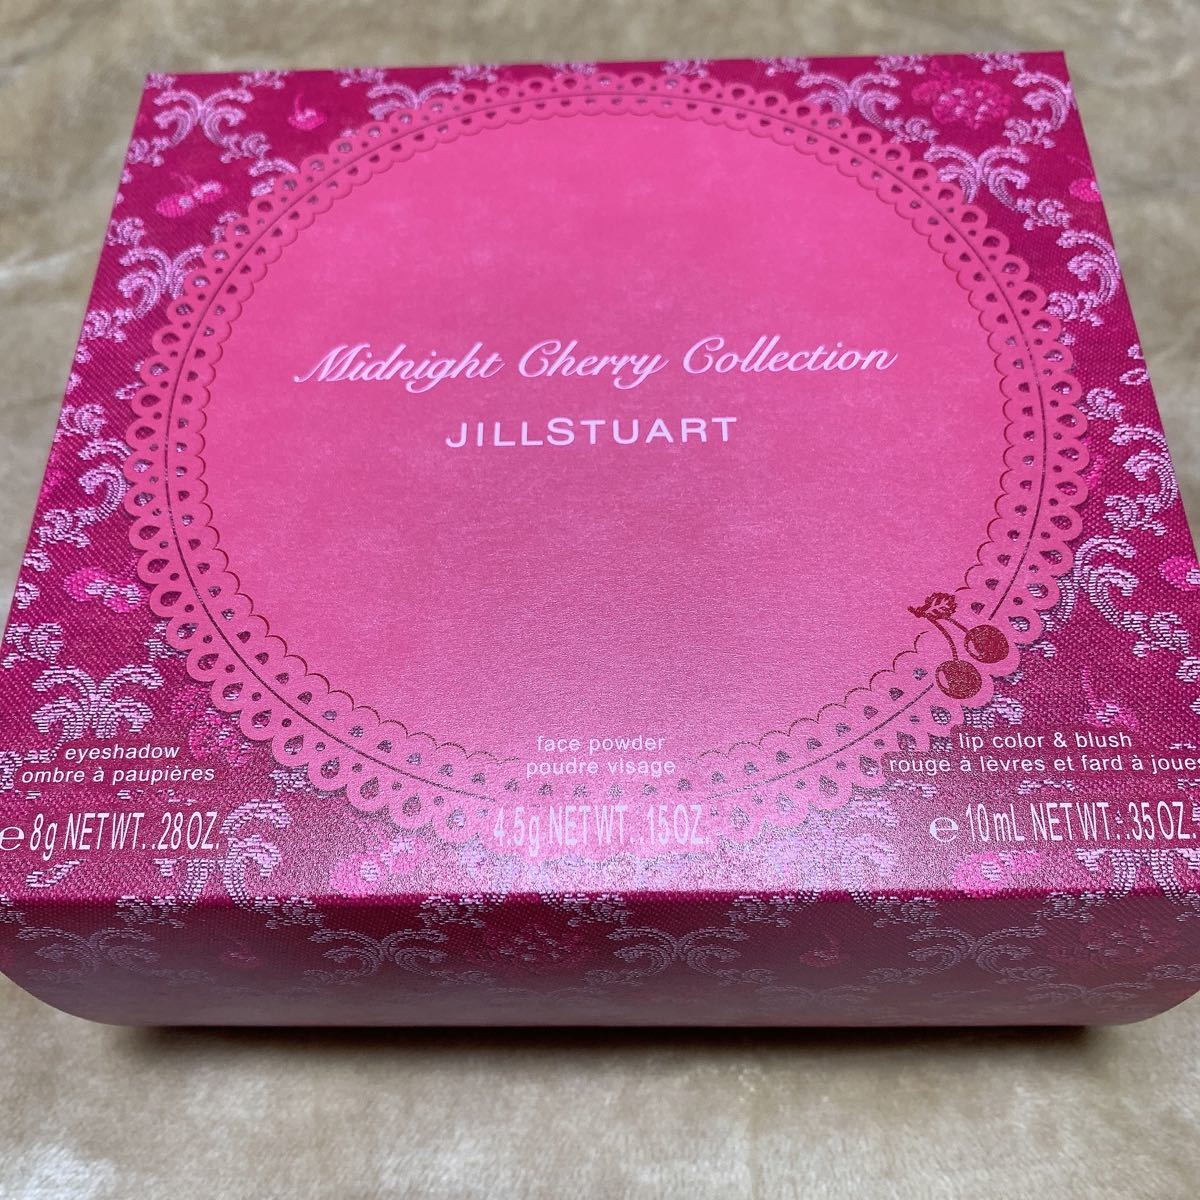 Midnight Cherry Collection
JILLSTUART
eyeshadow
ombre à paupières
℮ 8g NET WT. .28 OZ.
face powder
poudre visage
4.5g NET WT. .15 OZ.
lip color & blush
rouge à lèvres et fard à joues
℮ 10 mL NET WT. .35 OZ.